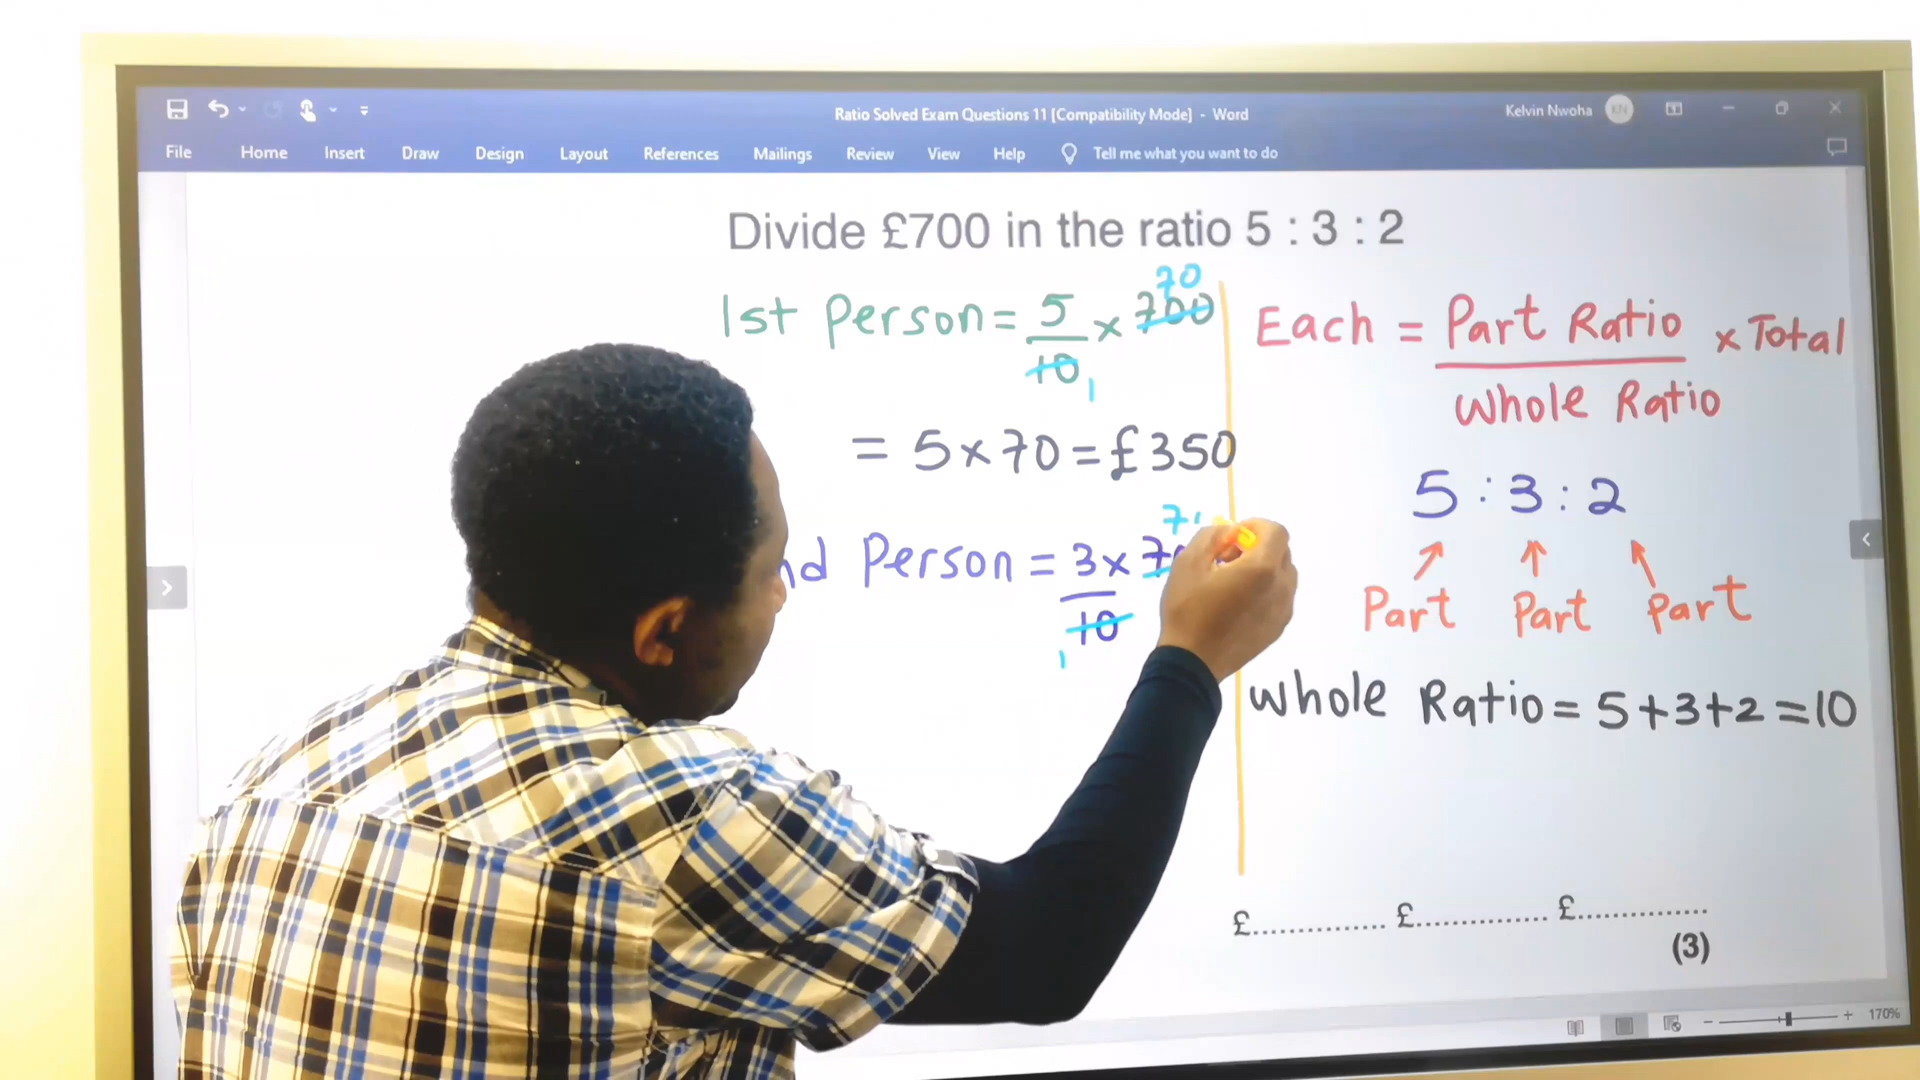 Ratio Solved Exam Questions 11 [Compatibility Mode] - Word
Kelvin Nwoha KN
File Home Insert Draw Design Layout References Mailings Review View Help Tell me what you want to do
Divide £700 in the ratio 5 : 3 : 2
70
1st Person = 5 × 700
10 1
= 5 × 70 = £350
Person = 3 ×
10
1
Each = Part Ratio × Total
Whole Ratio
5 : 3 : 2
Part Part Part
Whole Ratio = 5 + 3 + 2 = 10
£............... £............... £...............
(3)
170%